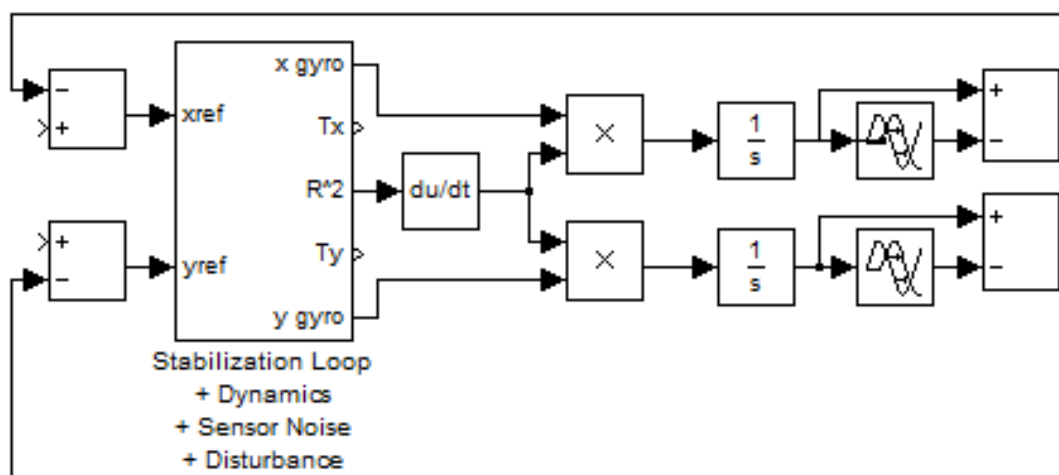 −
+
xref
x gyro
Tx
R^2
Ty
y gyro
yref
+
−
du/dt
×
×
1
s
1
s
+
−
+
−
Stabilization Loop
+ Dynamics
+ Sensor Noise
+ Disturbance